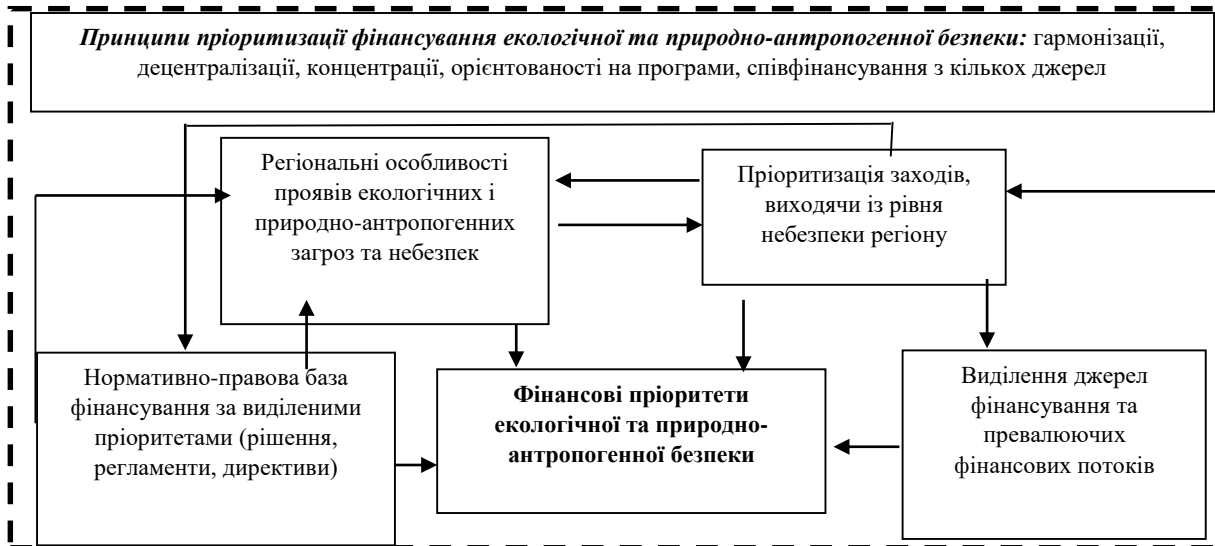 Принципи пріоритизації фінансування екологічної та природно-антропогенної безпеки: гармонізації,
децентралізації, концентрації, орієнтованості на програми, співфінансування з кількох джерел
Регіональні особливості
проявів екологічних і
природно-антропогенних
загроз та небезпек
Пріоритизація заходів,
виходячи із рівня
небезпеки регіону
Нормативно-правова база
фінансування за виділеними
пріоритетами (рішення,
регламенти, директиви)
Фінансові пріоритети
екологічної та природно-
антропогенної безпеки
Виділення джерел
фінансування та
превалюючих
фінансових потоків